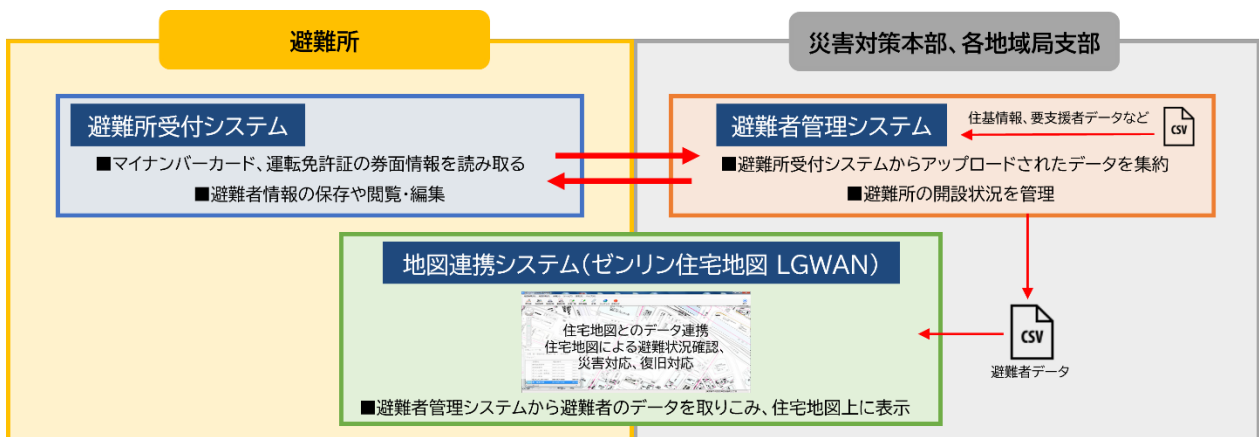 避難所
災害対策本部、各地域局支部
避難所受付システム
■マイナンバーカード、運転免許証の券面情報を読み取る
■避難者情報の保存や閲覧・編集
避難者管理システム
住基情報、要支援者データなど
CSV
■避難所受付システムからアップロードされたデータを集約
■避難所の開設状況を管理
地図連携システム(ゼンリン住宅地図 LGWAN)
住宅地図とのデータ連携
住宅地図による避難状況確認、
災害対応、復旧対応
■避難者管理システムから避難者のデータを取りこみ、住宅地図上に表示
CSV
避難者データ